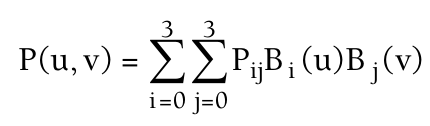 P(u,v) = ∑_{i=0}^{3} ∑_{j=0}^{3} P_{ij} B_i (u) B_j (v)